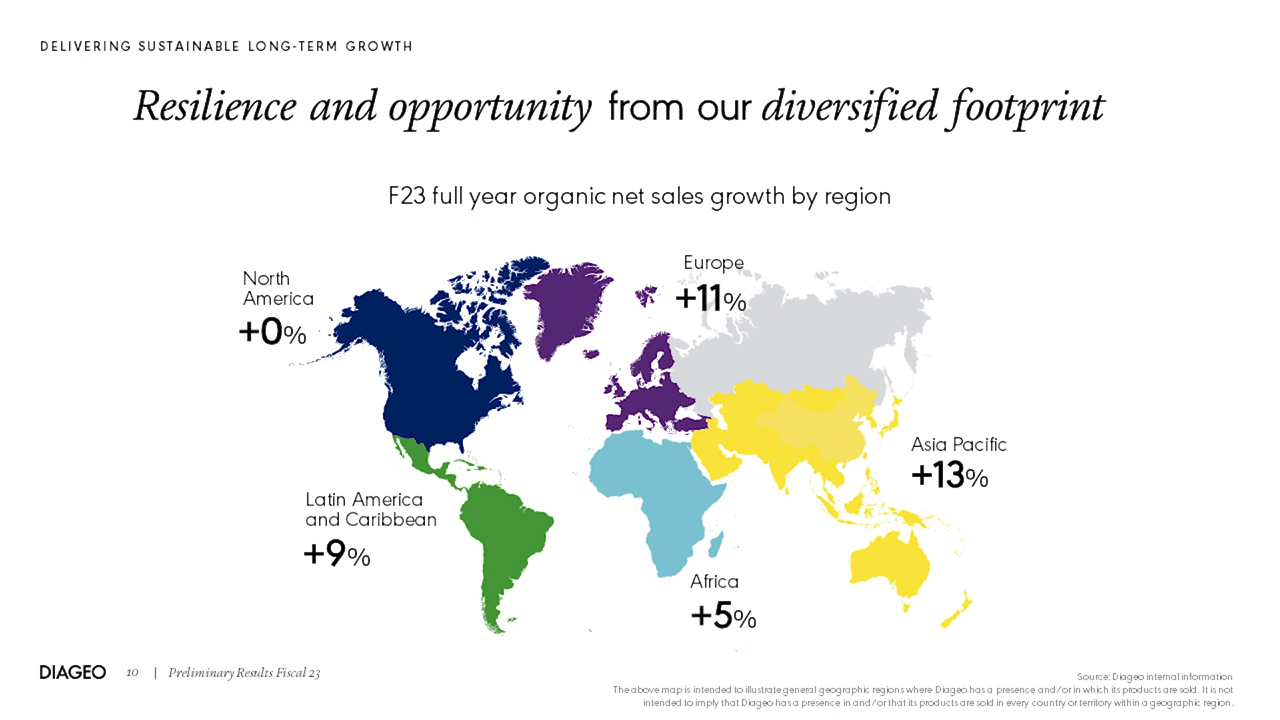 DELIVERING SUSTAINABLE LONG-TERM GROWTH
Resilience and opportunity from our diversified footprint
F23 full year organic net sales growth by region
North
America
+0%
Europe
+11%
Asia Pacific
+13%
Latin America
and Caribbean
+9%
Africa
+5%
DIAGEO 10 | Preliminary Results Fiscal 23
Source: Diageo internal information
The above map is intended to illustrate general geographic regions where Diageo has a presence and/or in which its products are sold. It is not
intended to imply that Diageo has a presence in and/or that its products are sold in every country or territory within a geographic region.